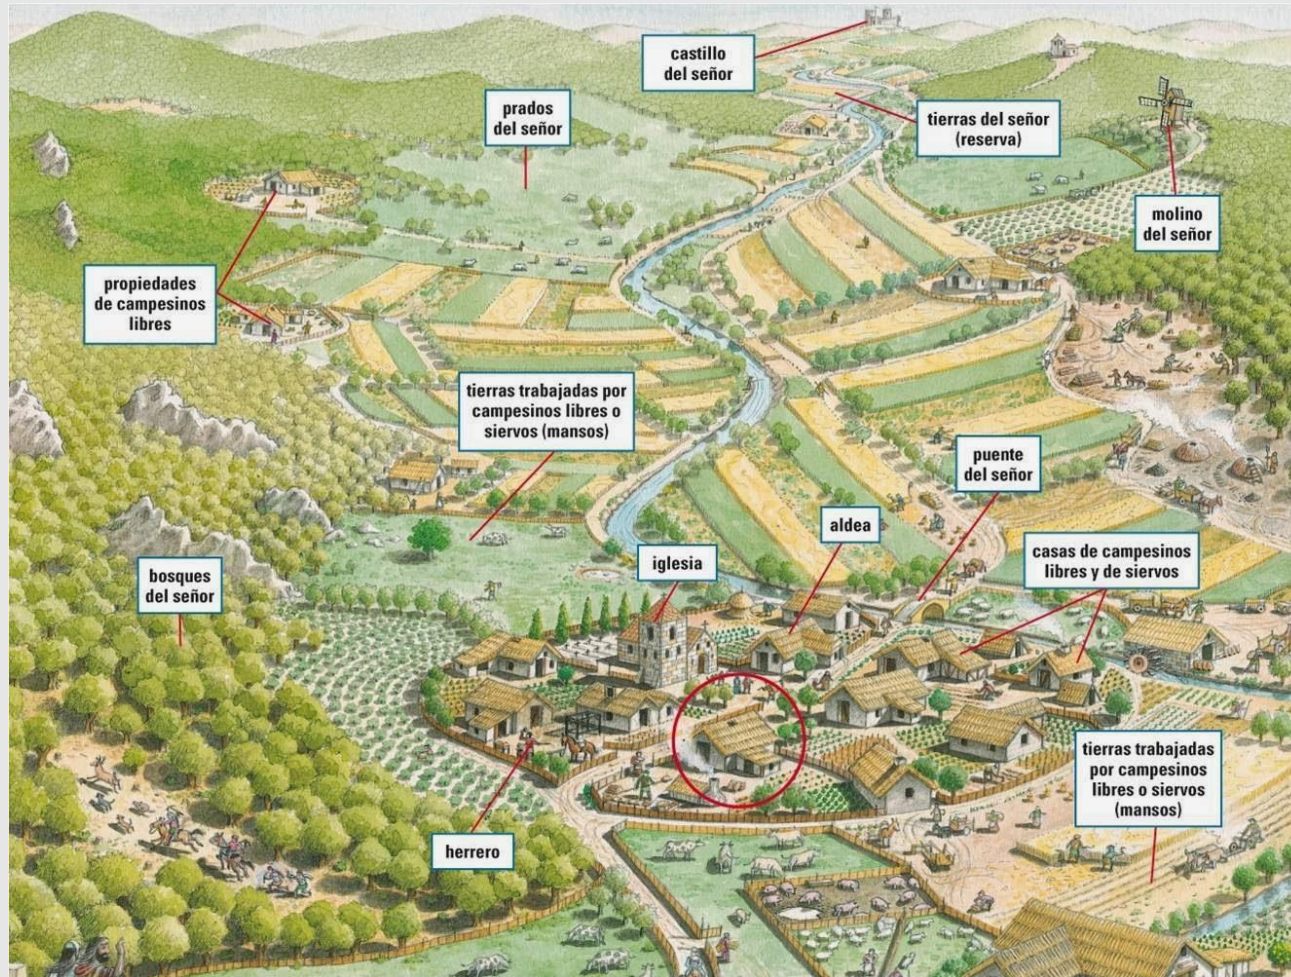 castillo
del señor
prados
del señor
tierras del señor
(reserva)
molino
del señor
propiedades
de campesinos
libres
tierras trabajadas por
campesinos libres o
siervos (mansos)
puente
del señor
aldea
iglesia
casas de campesinos
libres y de siervos
bosques
del señor
tierras trabajadas
por campesinos
libres o siervos
(mansos)
herrero